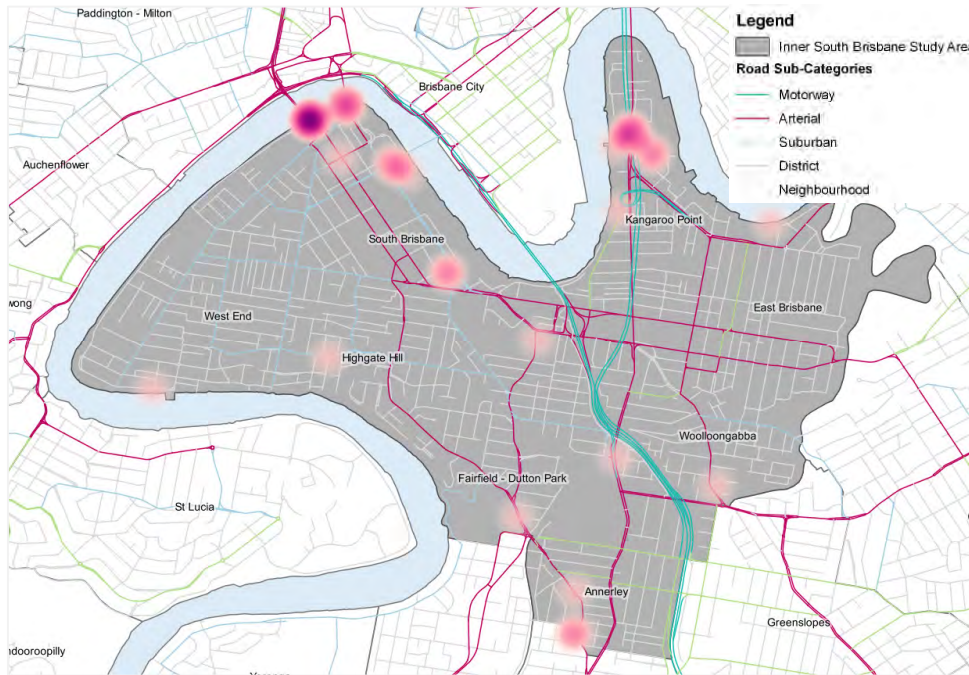 Paddington - Milton
Legend
Inner South Brisbane Study Area
Road Sub-Categories
Motorway
Arterial
Suburban
District
Neighbourhood
Brisbane City
Auchenflower
Kangaroo Point
South Brisbane
East Brisbane
wong
West End
Highgate Hill
Woolloongabba
Fairfield - Dutton Park
St Lucia
Annerley
Greenslopes
ndooroopilly